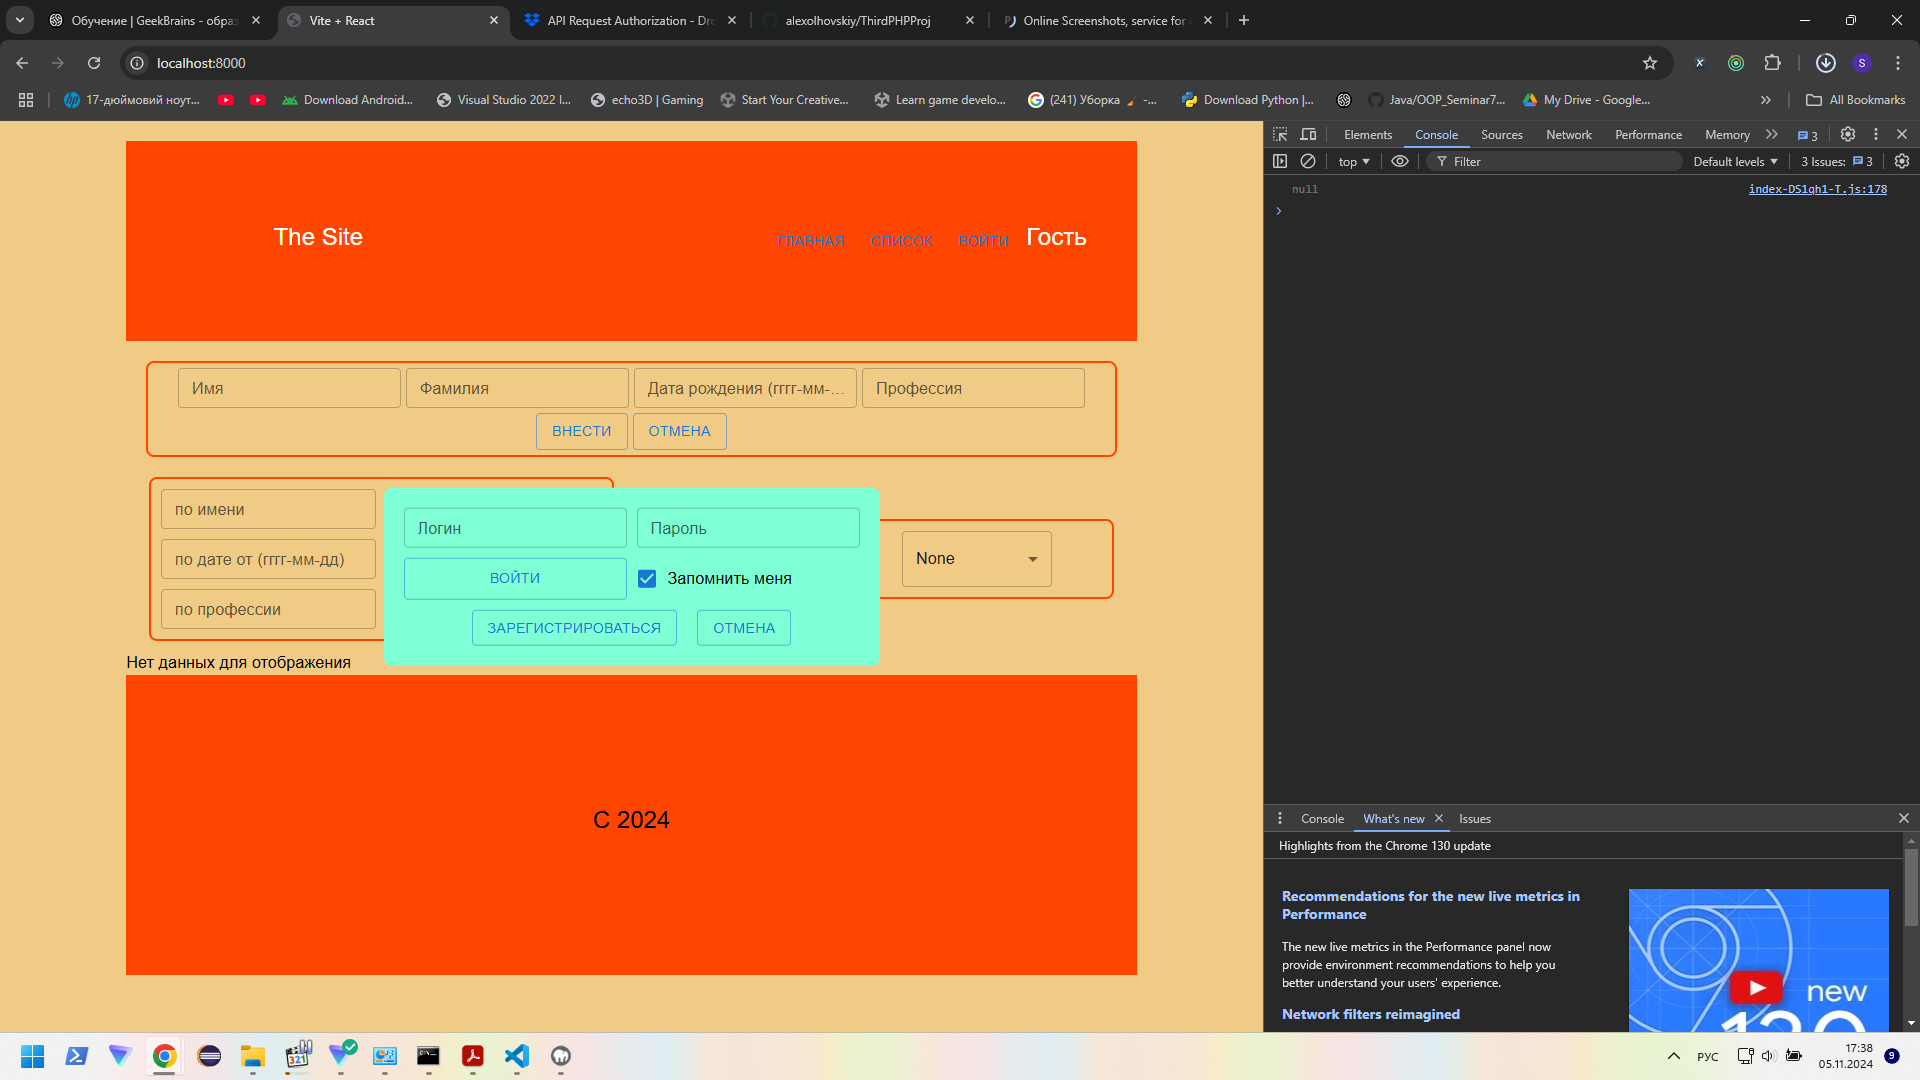 Обучение | GeekBrains - образ
Vite + React
API Request Authorization - Dro
alexolhovskiy/ThirdPHPProj
Online Screenshots, service for
localhost:8000
S
17-дюймовий ноут...
Download Android...
Visual Studio 2022 I...
echo3D | Gaming
Start Your Creative...
Learn game develo...
(241) Уборка 🧹 -...
Download Python |...
Java/OOP_Seminar7...
My Drive - Google...
All Bookmarks
Elements
Console
Sources
Network
Performance
Memory
3
top
Filter
Default levels
3 Issues:
3
null
index-DS1qh1-T.js:178
The Site
ГЛАВНАЯ
СПИСОК
ВОЙТИ
Гость
Имя
Фамилия
Дата рождения (гггг-мм-...
Профессия
ВНЕСТИ
ОТМЕНА
по имени
по дате от (гггг-мм-дд)
по профессии
Логин
Пароль
ВОЙТИ
Запомнить меня
ЗАРЕГИСТРИРОВАТЬСЯ
ОТМЕНА
None
Нет данных для отображения
С 2024
Console
What's new
Issues
Highlights from the Chrome 130 update
Recommendations for the new live metrics in
Performance
The new live metrics in the Performance panel now
provide environment recommendations to help you
better understand your users' experience.
Network filters reimagined
new
130
321
РУС
17:38
05.11.2024
9